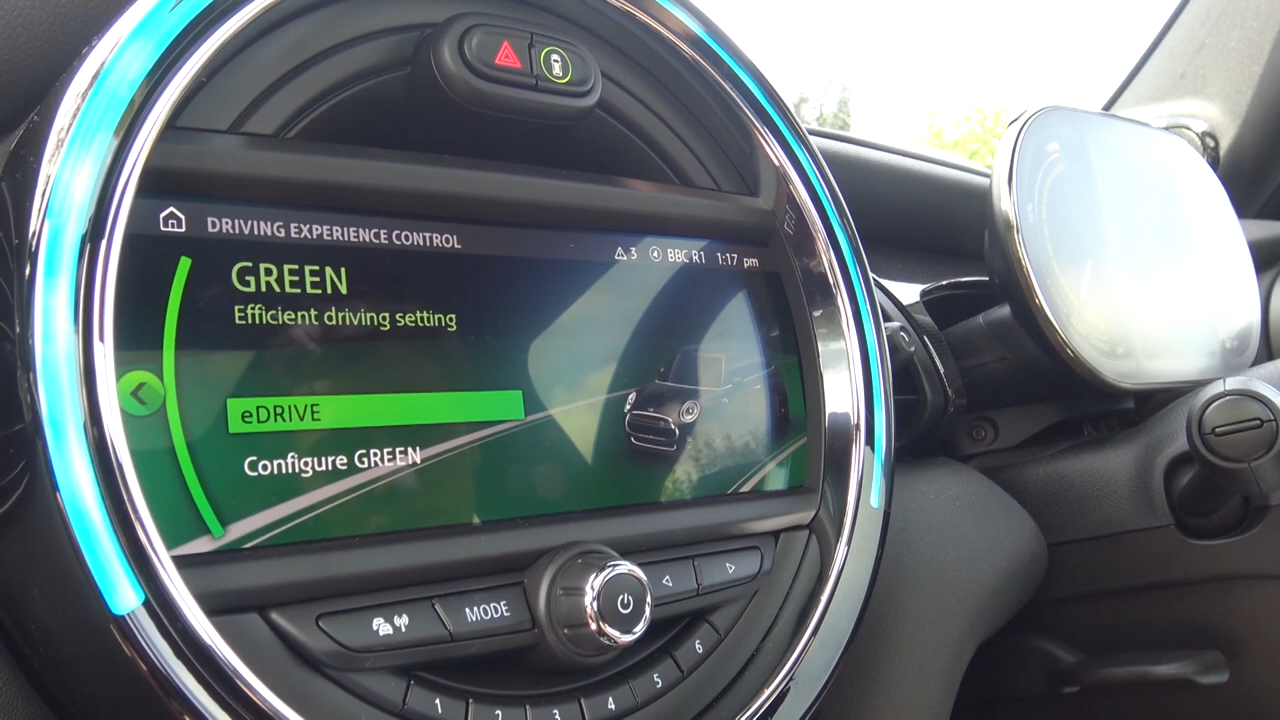 DRIVING EXPERIENCE CONTROL
3 4 BBC R1 1:17 pm
GREEN
Efficient driving setting
eDRIVE
Configure GREEN
MODE
1 2 3 4 5 6